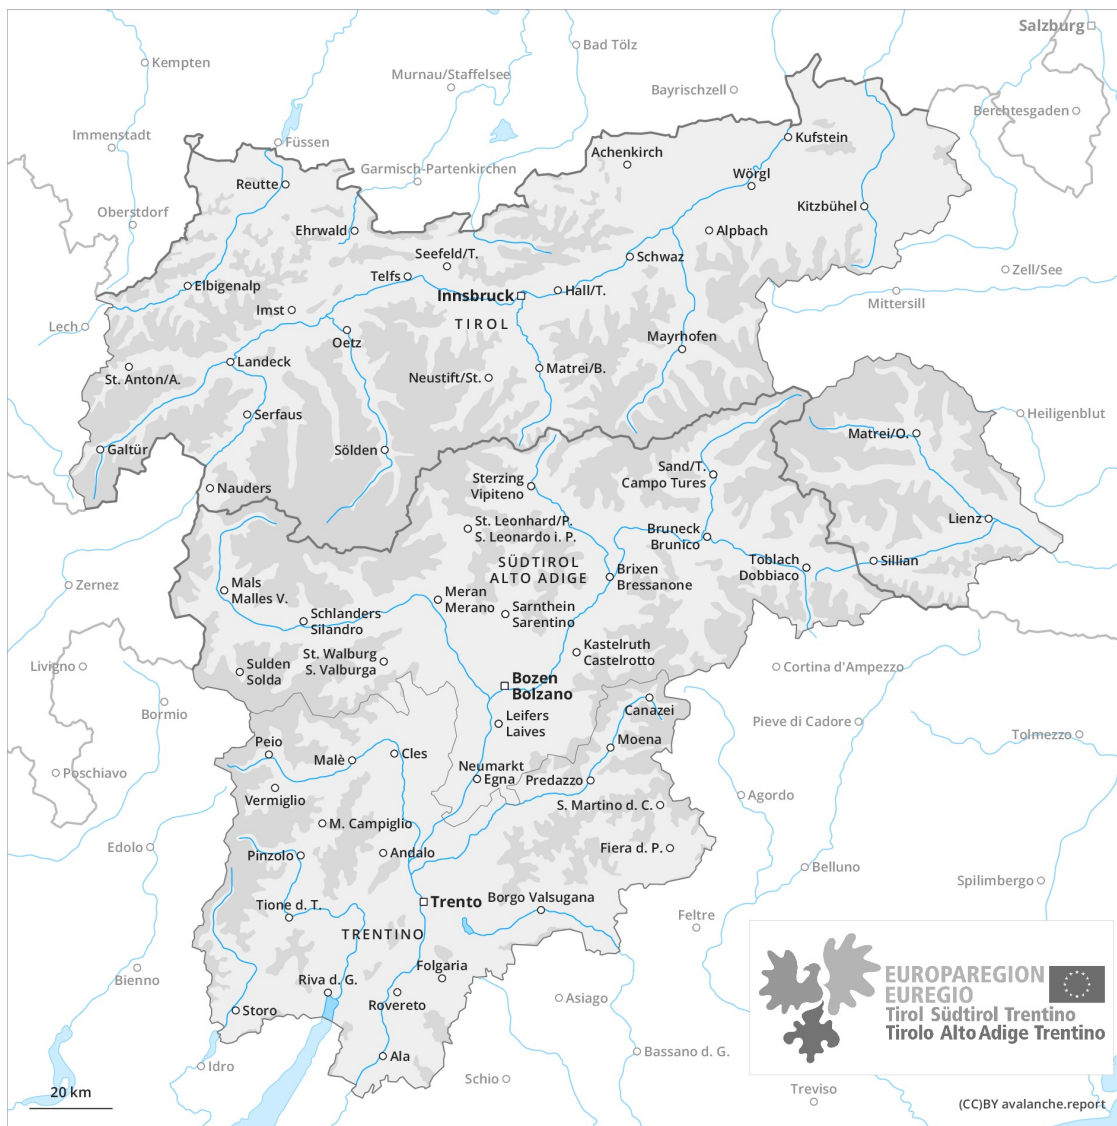 Salzburg
Bad Tölz
Kempten
Murnau/Staffelsee
Bayrischzell
Berchtesgaden
Immenstadt
Füssen
Kufstein
Achenkirch
Garmisch-Partenkirchen
Wörgl
Reutte
Oberstdorf
Kitzbühel
Ehrwald
Alpbach
Seefeld/T.
Schwaz
Zell/See
Telfs
Elbigenalp
Hall/T.
Innsbruck
Mittersill
Imst
TIROL
Lech
Oetz
Mayrhofen
Landeck
Matrei/B.
St. Anton/A.
Neustift/St.
Serfaus
Heiligenblut
Matrei/O.
Galtür
Sölden
Sand/T.
Campo Tures
Sterzing
Vipiteno
Nauders
Lienz
St. Leonhard/P.
S. Leonardo i. P.
Bruneck
Brunico
SÜDTIROL
ALTO ADIGE
Toblach
Dobbiaco
Sillian
Brixen
Bressanone
Zernez
Mals
Malles V.
Meran
Merano
Schlanders
Silandro
Sarnthein
Sarentino
Kastelruth
Castelrotto
St. Walburg
S. Valburga
Livigno
Sulden
Solda
Cortina d'Ampezzo
Bozen
Bolzano
Bormio
Canazei
Leifers
Laives
Pieve di Cadore
Tolmezzo
Peio
Moena
Malè
Cles
Neumarkt
Egna
Poschiavo
Predazzo
Vermiglio
Agordo
S. Martino d. C.
M. Campiglio
Edolo
Pinzolo
Andalo
Fiera d. P.
Belluno
Spilimbergo
Trento
Borgo Valsugana
Tione d. T.
Feltre
TRENTINO
Bienno
Folgaria
Riva d. G.
Rovereto
Asiago
Storo
EUROPAREGION
EUREGIO
Tirol Südtirol Trentino
Tirolo Alto Adige Trentino
Ala
Bassano d. G.
Idro
Schio
Treviso
20 km
(CC)BY avalanche.report